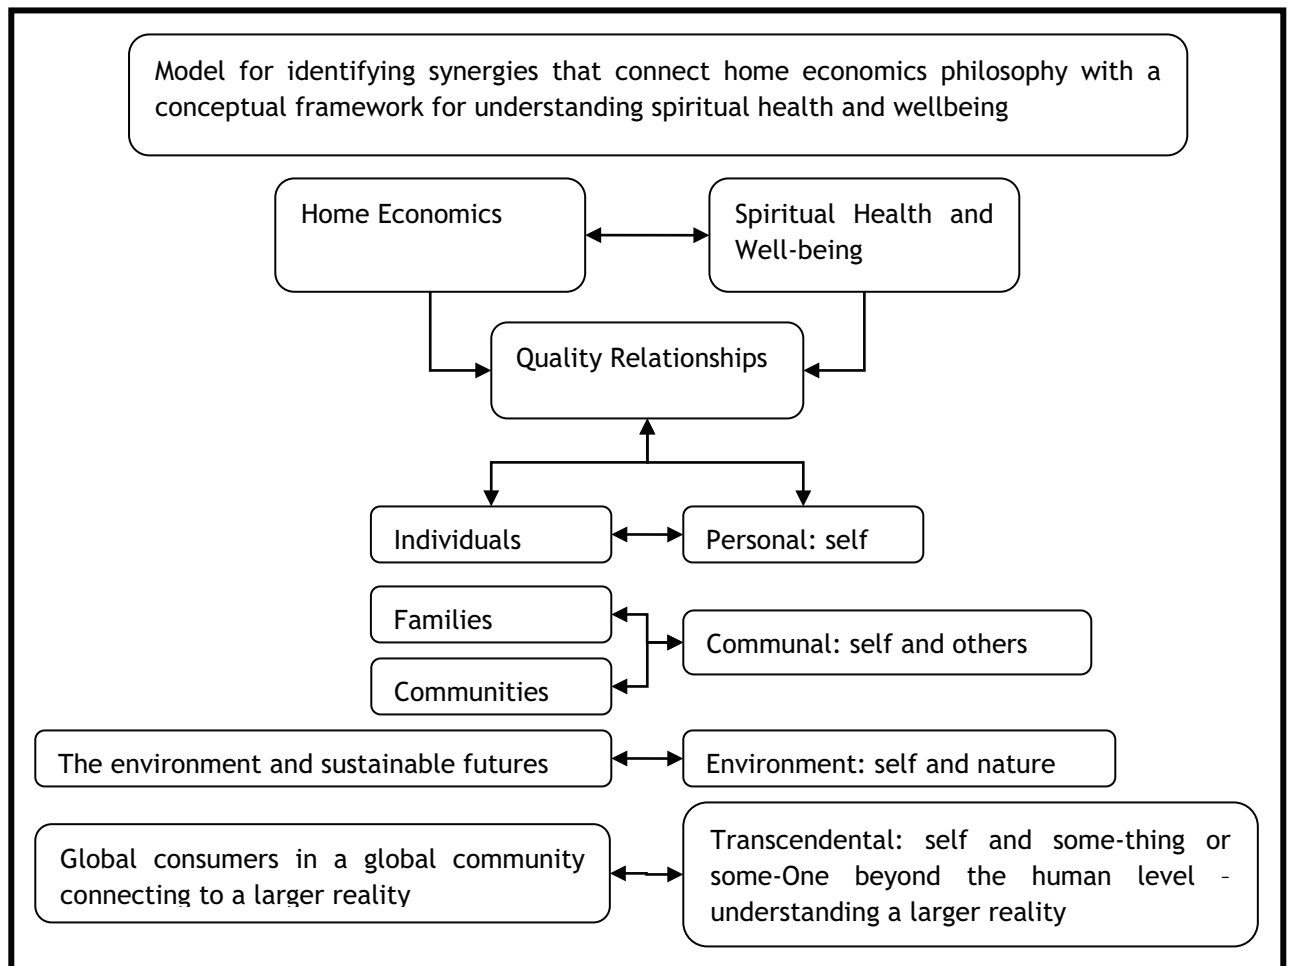 Model for identifying synergies that connect home economics philosophy with a
conceptual framework for understanding spiritual health and wellbeing
Home Economics
Spiritual Health and
Well-being
Quality Relationships
Individuals
Personal: self
Families
Communal: self and others
Communities
The environment and sustainable futures
Environment: self and nature
Global consumers in a global community
connecting to a larger reality
Transcendental: self and some-thing or
some-One beyond the human level –
understanding a larger reality